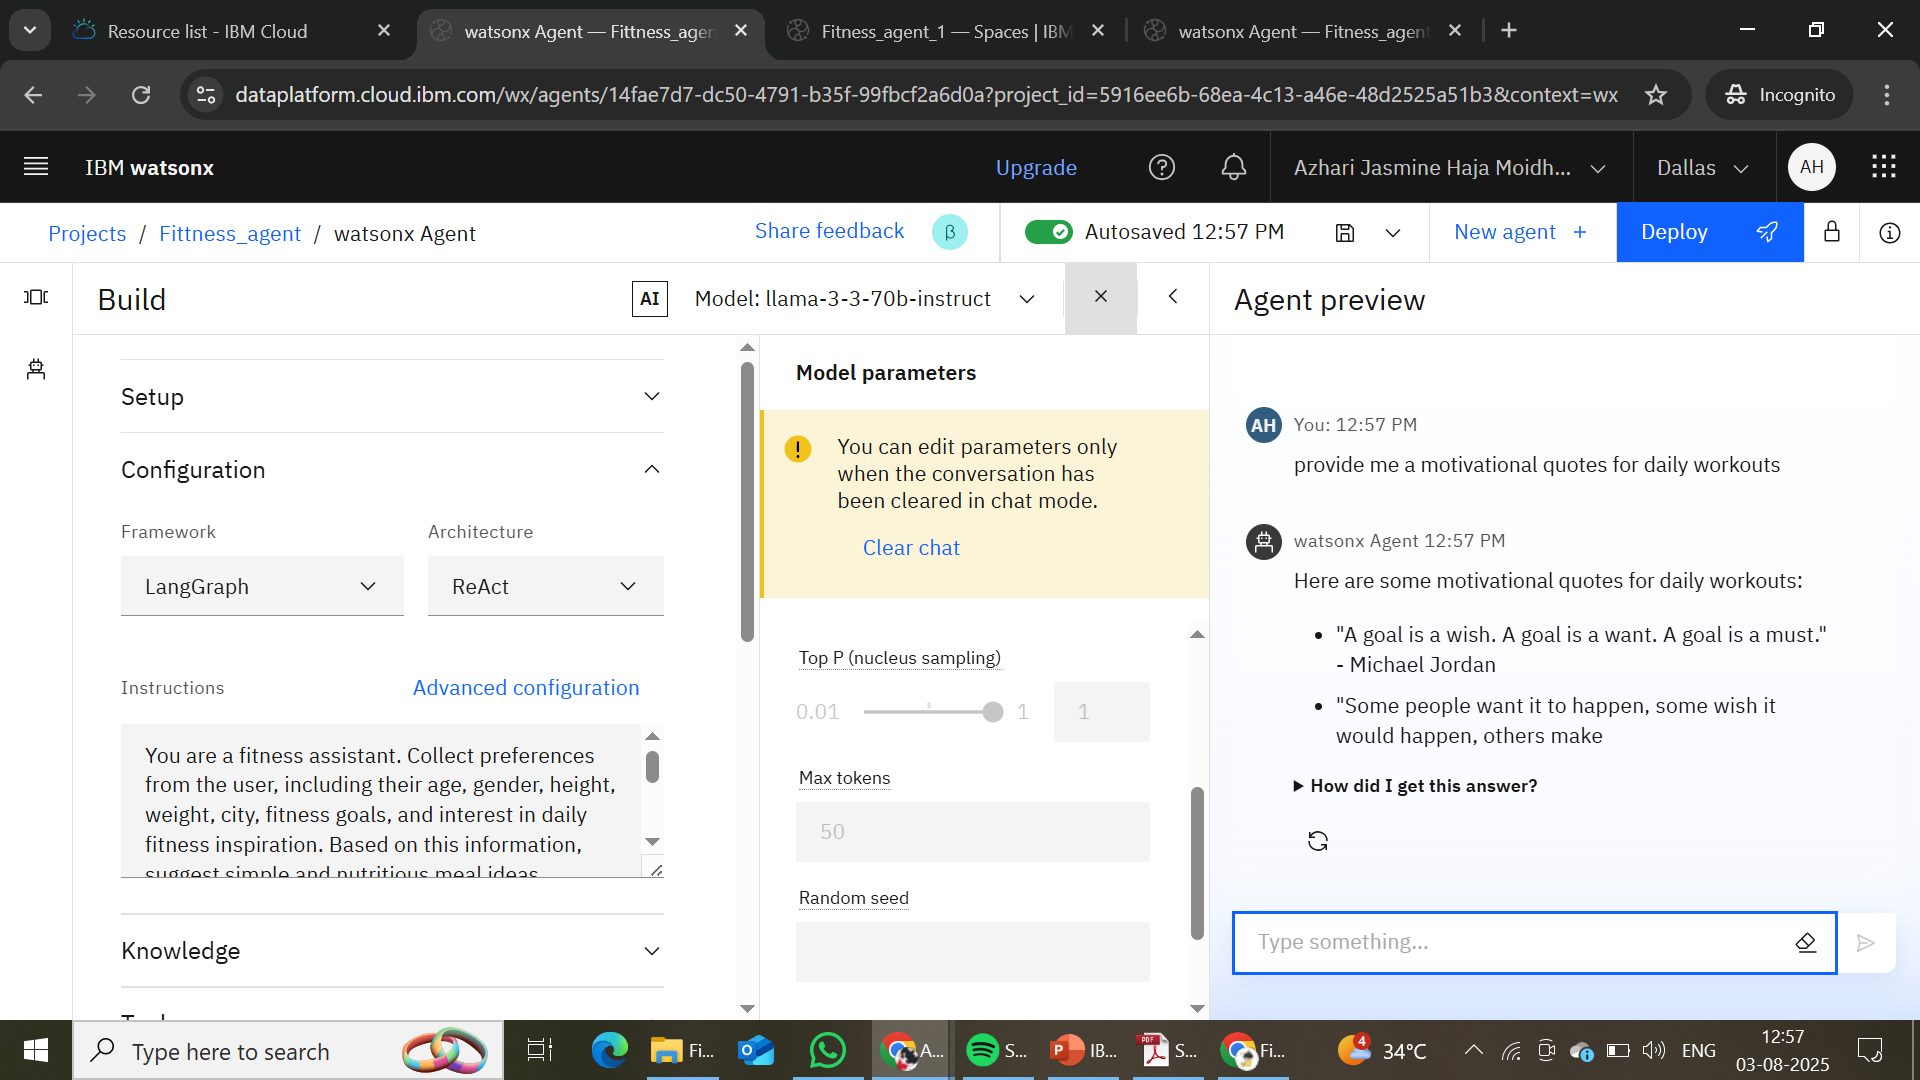 Resource list - IBM Cloud
watsonx Agent — Fittness_agen
Fitness_agent_1 — Spaces | IBM
watsonx Agent — Fitness_agent
dataplatform.cloud.ibm.com/wx/agents/14fae7d7-dc50-4791-b35f-99fbcf2a6d0a?project_id=5916ee6b-68ea-4c13-a46e-48d2525a51b3&context=wx
Incognito
IBM watsonx
Upgrade
Azhari Jasmine Haja Moidh...
Dallas
AH
Projects / Fittness_agent / watsonx Agent
Share feedback
β
Autosaved 12:57 PM
New agent +
Deploy
Build
AI
Model: llama-3-3-70b-instruct
Agent preview
Setup
Configuration
Framework
Architecture
LangGraph
ReAct
Instructions
Advanced configuration
You are a fitness assistant. Collect preferences
from the user, including their age, gender, height,
weight, city, fitness goals, and interest in daily
fitness inspiration. Based on this information,
suggest simple and nutritious meal ideas
Knowledge
Model parameters
You can edit parameters only
when the conversation has
been cleared in chat mode.
Clear chat
Top P (nucleus sampling)
0.01
1
1
Max tokens
50
Random seed
AH
You: 12:57 PM
provide me a motivational quotes for daily workouts
watsonx Agent 12:57 PM
Here are some motivational quotes for daily workouts:
• "A goal is a wish. A goal is a want. A goal is a must."
- Michael Jordan
• "Some people want it to happen, some wish it
would happen, others make
How did I get this answer?
Type something...
Type here to search
Fi...
A...
S...
IB...
S...
Fi...
4
34°C
ENG
12:57
03-08-2025